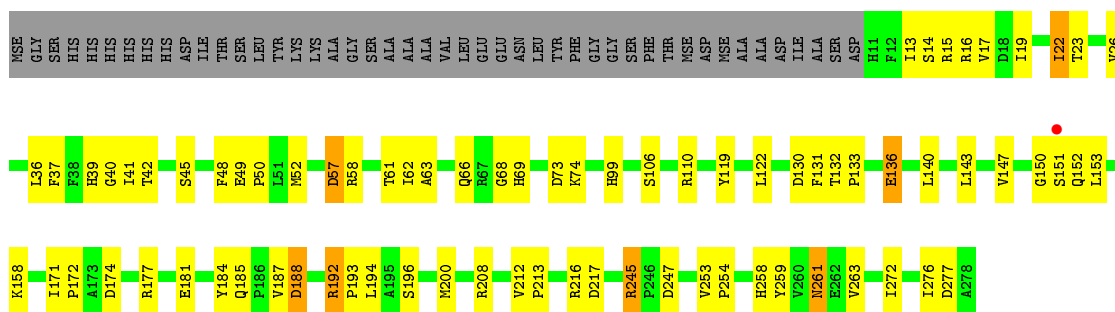 MSE GLY SER HIS HIS HIS HIS HIS HIS ASP ILE THR SER LEU TYR LYS LYS ALA GLY SER ALA ALA ALA VAL LEU GLU GLU ASN LEU TYR PHE GLY GLY SER PHE THR MSE ASP MSE ALA ALA ASP ILE ALA SER ASP H11 F12 I13 S14 R15 R16 V17 D18 I19 I22 T23 V26
L36 F37 F38 H39 G40 I41 T42 S45 F48 E49 P50 L51 M52 D57 R58 T61 I62 A63 Q66 R67 G68 H69 D73 K74 H99 S106 R110 Y119 L122 D130 F131 T132 P133 E136 L140 L143 V147 G150 S151 Q152 L153
K158 I171 P172 A173 D174 R177 E181 Y184 Q185 P186 V187 D188 R192 P193 L194 A195 S196 M200 R208 V212 P213 R216 D217 R245 P246 D247 V253 P254 H258 Y259 V260 N261 E262 V263 I272 I276 D277 A278